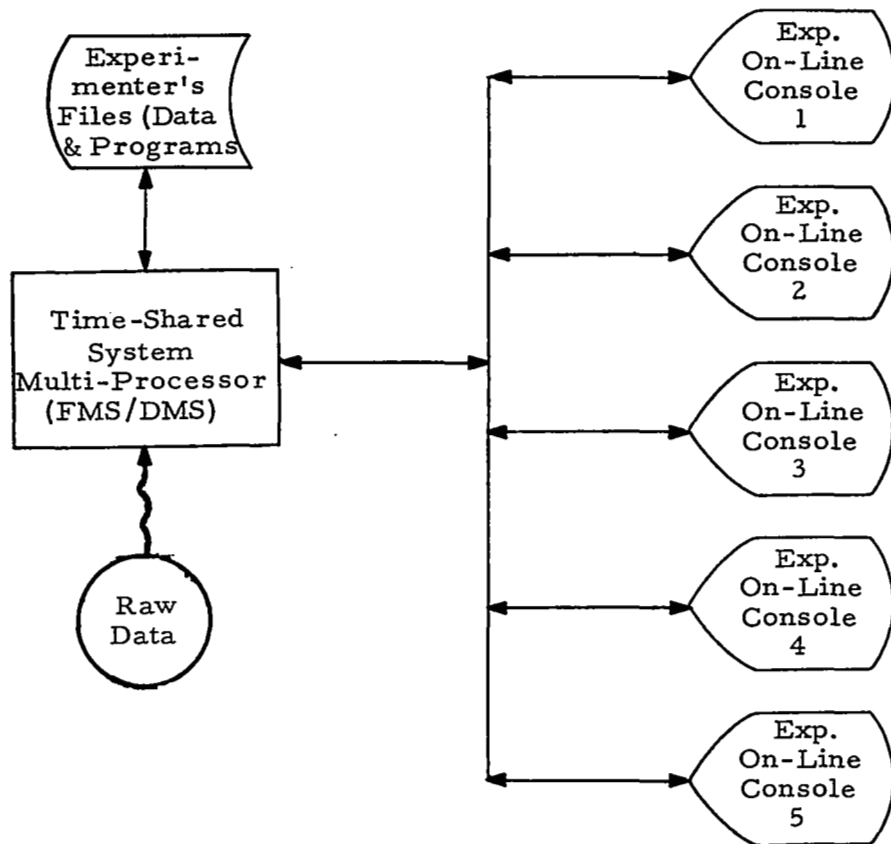 Experi-
menter's
Files (Data
& Programs
Time-Shared
System
Multi-Processor
(FMS/DMS)
Raw
Data
Exp.
On-Line
Console
1
Exp.
On-Line
Console
2
Exp.
On-Line
Console
3
Exp.
On-Line
Console
4
Exp.
On-Line
Console
5